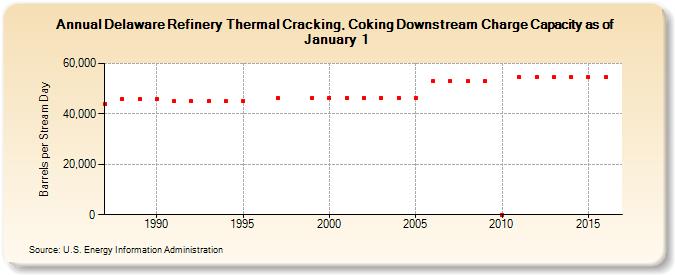 Annual Delaware Refinery Thermal Cracking, Coking Downstream Charge Capacity as of
January 1
Barrels per Stream Day
60,000
40,000
20,000
0
1990
1995
2000
2005
2010
2015
Source: U.S. Energy Information Administration